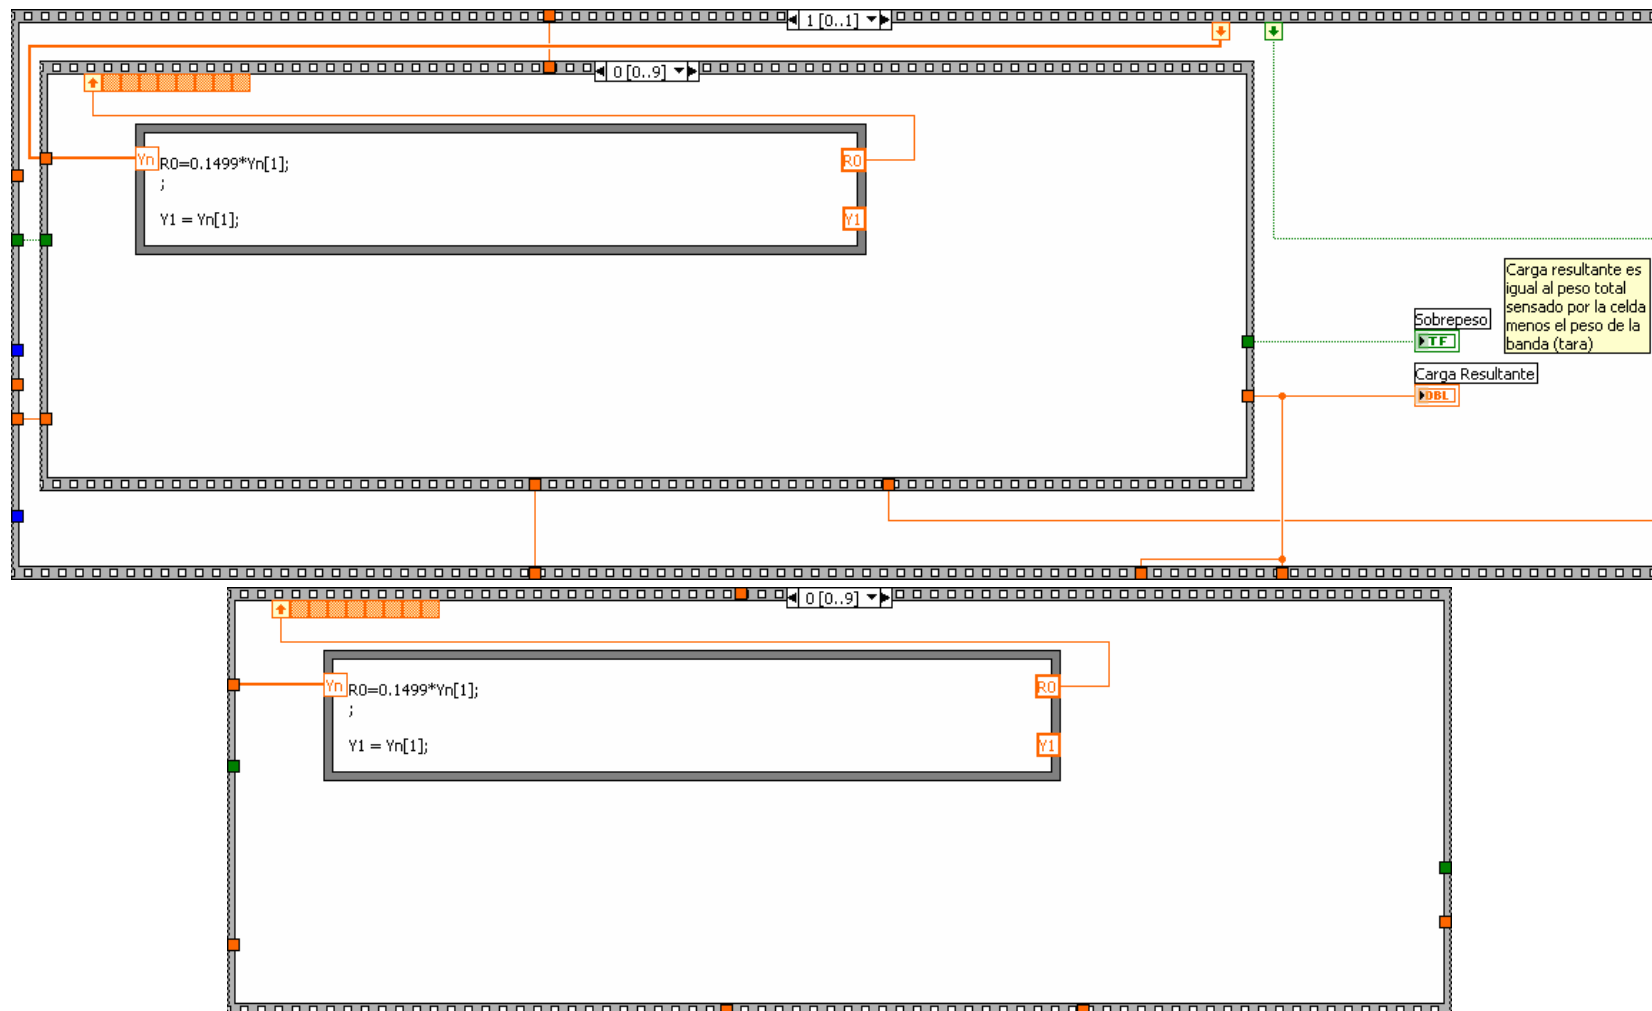 1 [0..1]
0 [0..9]
Yn
R0=0.1499*Yn[1];
;
Y1 = Yn[1];
R0
Y1
Carga resultante es
igual al peso total
sensado por la celda
menos el peso de la
banda (tara)
Sobrepeso
TF
Carga Resultante
DBL
0 [0..9]
Yn
R0=0.1499*Yn[1];
;
Y1 = Yn[1];
R0
Y1